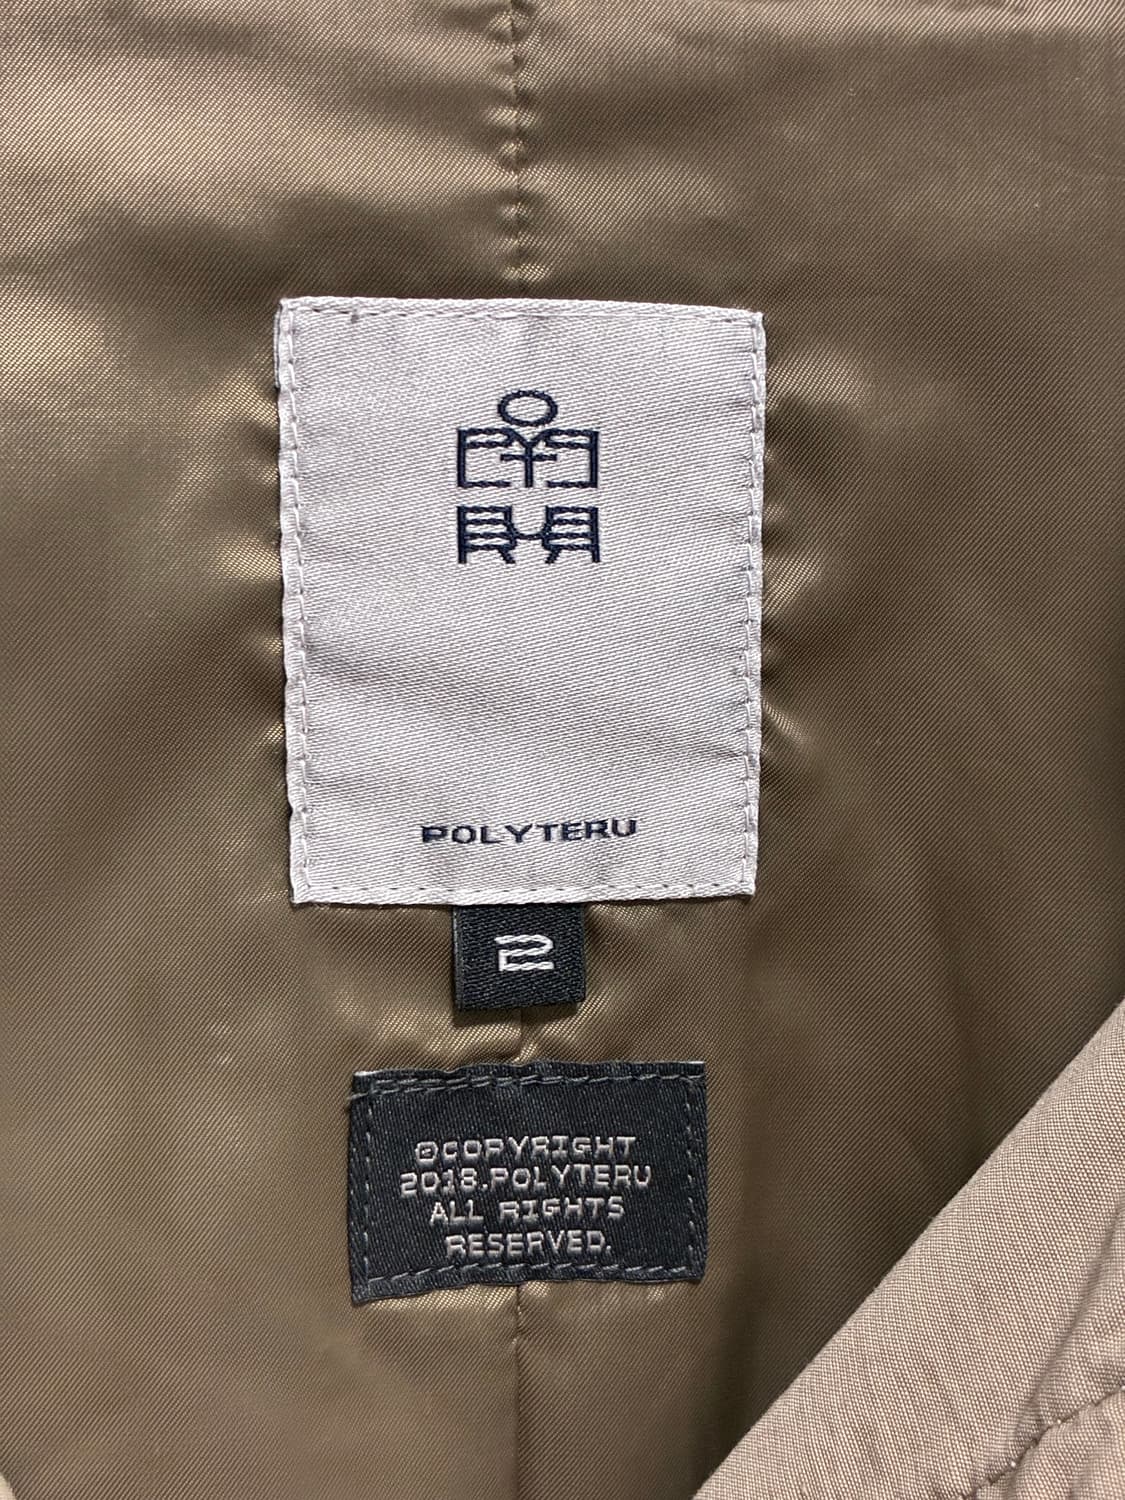 POLYTERU
2
©COPYRIGHT
2018.POLYTERU
ALL RIGHTS
RESERVED.